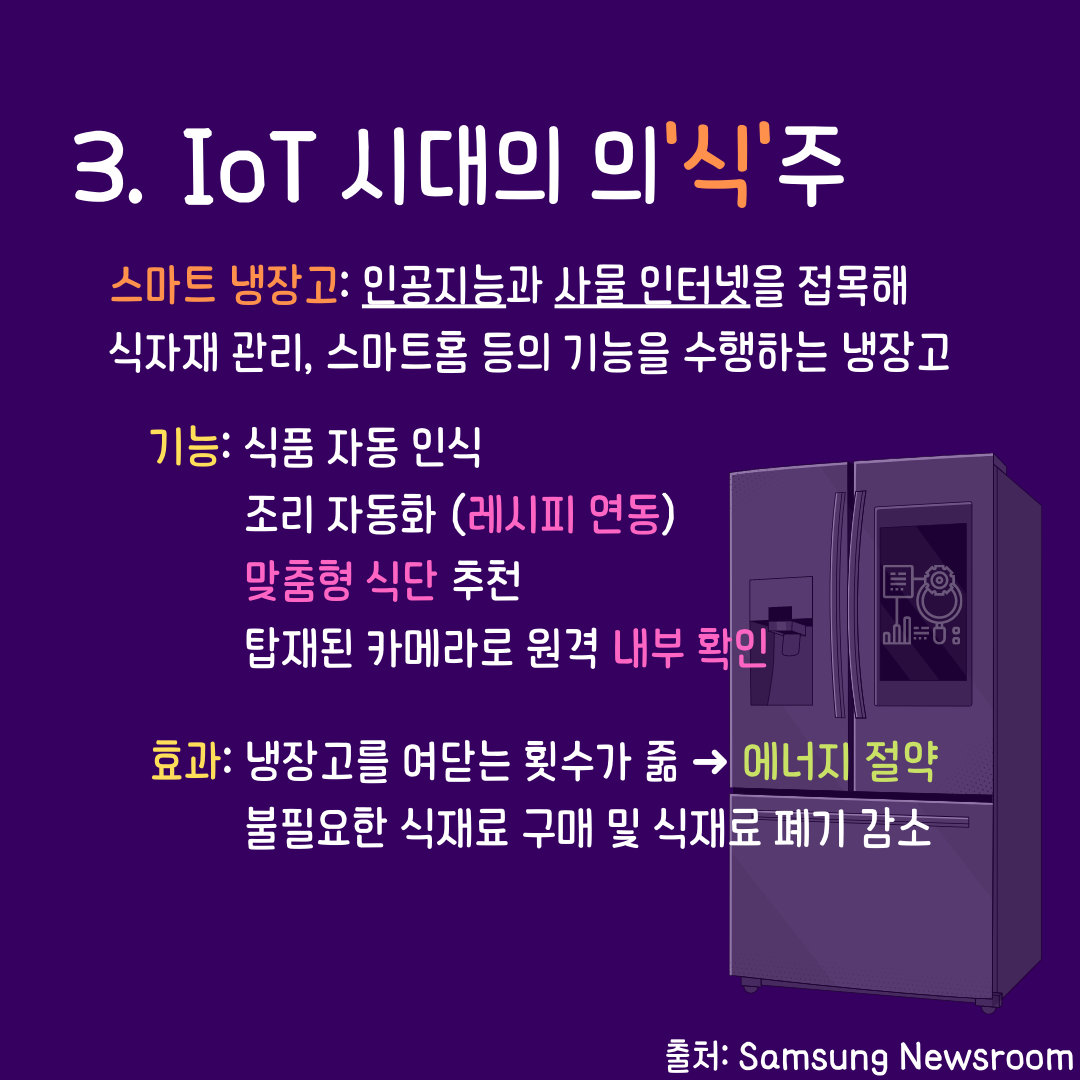 3. IoT 시대의 의'식'주
스마트 냉장고: 인공지능과 사물 인터넷을 접목해
식자재 관리, 스마트홈 등의 기능을 수행하는 냉장고
기능: 식품 자동 인식
조리 자동화 (레시피 연동)
맞춤형 식단 추천
탑재된 카메라로 원격 내부 확인
효과: 냉장고를 여닫는 횟수가 줆 → 에너지 절약
불필요한 식재료 구매 및 식재료 폐기 감소
출처: Samsung Newsroom